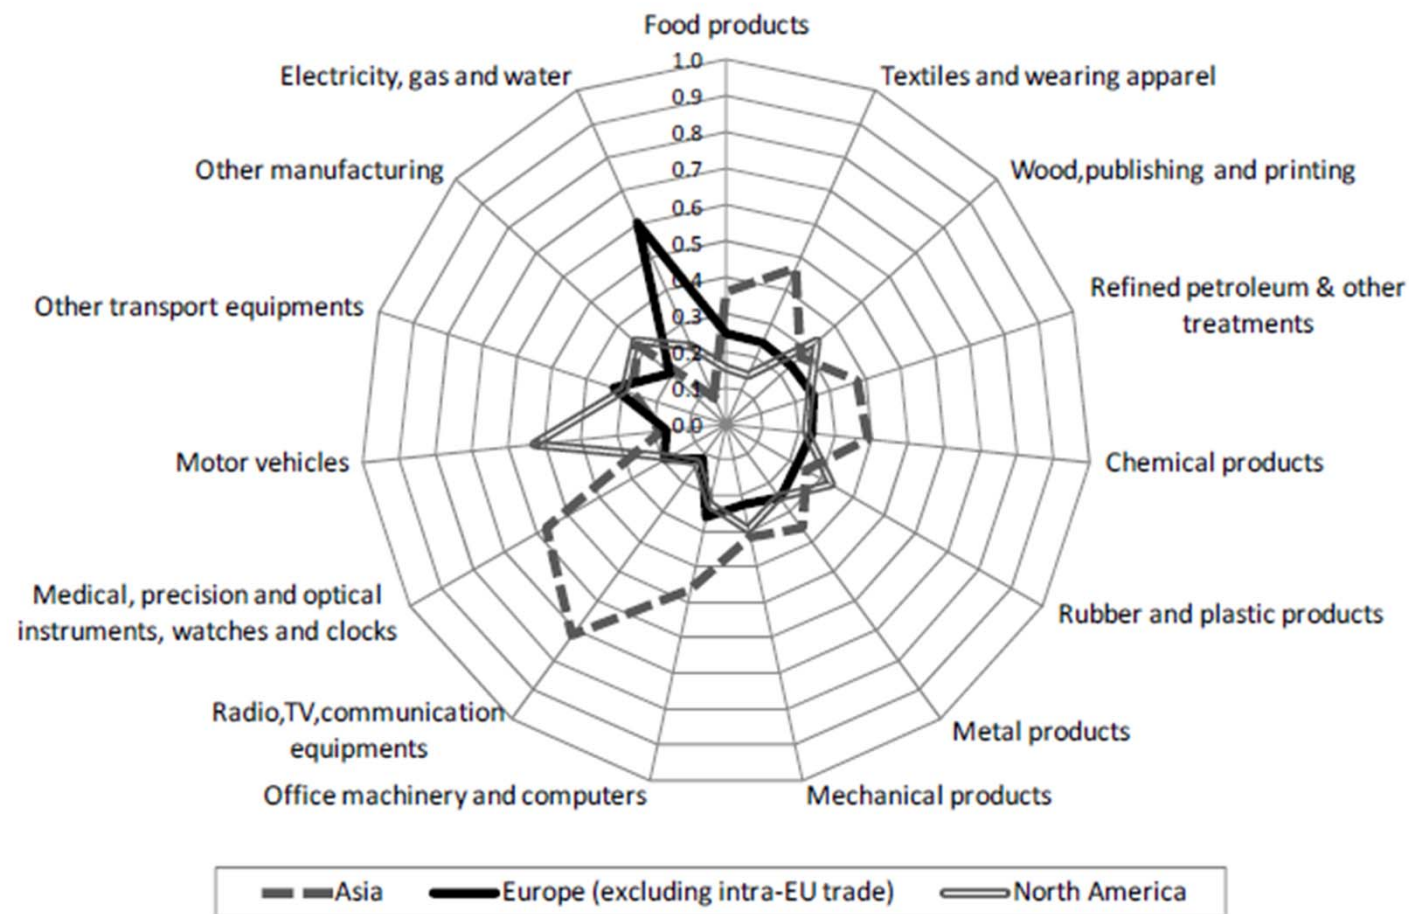 Food products
Electricity, gas and water
Textiles and wearing apparel
Other manufacturing
Wood,publishing and printing
Other transport equipments
Refined petroleum & other
treatments
Motor vehicles
Chemical products
Medical, precision and optical
instruments, watches and clocks
Rubber and plastic products
Radio,TV,communication
equipments
Metal products
Office machinery and computers
Mechanical products
1.0
0.9
0.8
0.7
0.6
0.5
0.4
0.3
0.2
0.1
0.0
Asia Europe (excluding intra-EU trade) North America